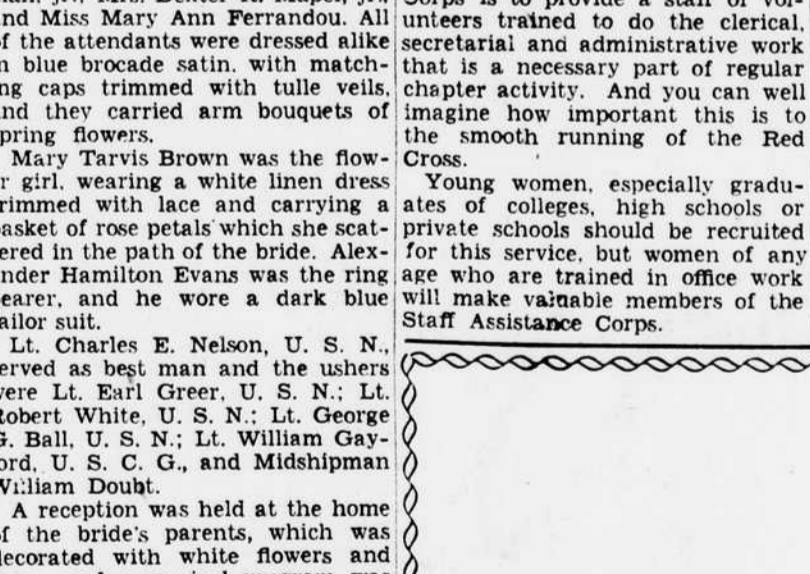 and Miss Mary Ann Ferrandou. All
of the attendants were dressed alike
in blue brocade satin, with match-
ing caps trimmed with tulle veils,
and they carried arm bouquets of
spring flowers.
Mary Tarvis Brown was the flow-
er girl, wearing a white linen dress
trimmed with lace and carrying a
basket of rose petals which she scat-
tered in the path of the bride. Alex-
ander Hamilton Evans was the ring
bearer, and he wore a dark blue
sailor suit.
Lt. Charles E. Nelson, U. S. N.,
served as best man and the ushers
were Lt. Earl Greer, U. S. N.; Lt.
Robert White, U. S. N.; Lt. George
G. Ball, U. S. N.; Lt. William Gay-
ord, U. S. C. G., and Midshipman
William Doubt.
A reception was held at the home
of the bride's parents, which was
decorated with white flowers and
Corps is to provide a staff of vol-
unteers trained to do the clerical,
secretarial and administrative work
that is a necessary part of regular
chapter activity. And you can well
imagine how important this is to
the smooth running of the Red
Cross.
Young women, especially gradu-
ates of colleges, high schools or
private schools should be recruited
for this service, but women of any
age who are trained in office work
will make valuable members of the
Staff Assistance Corps.